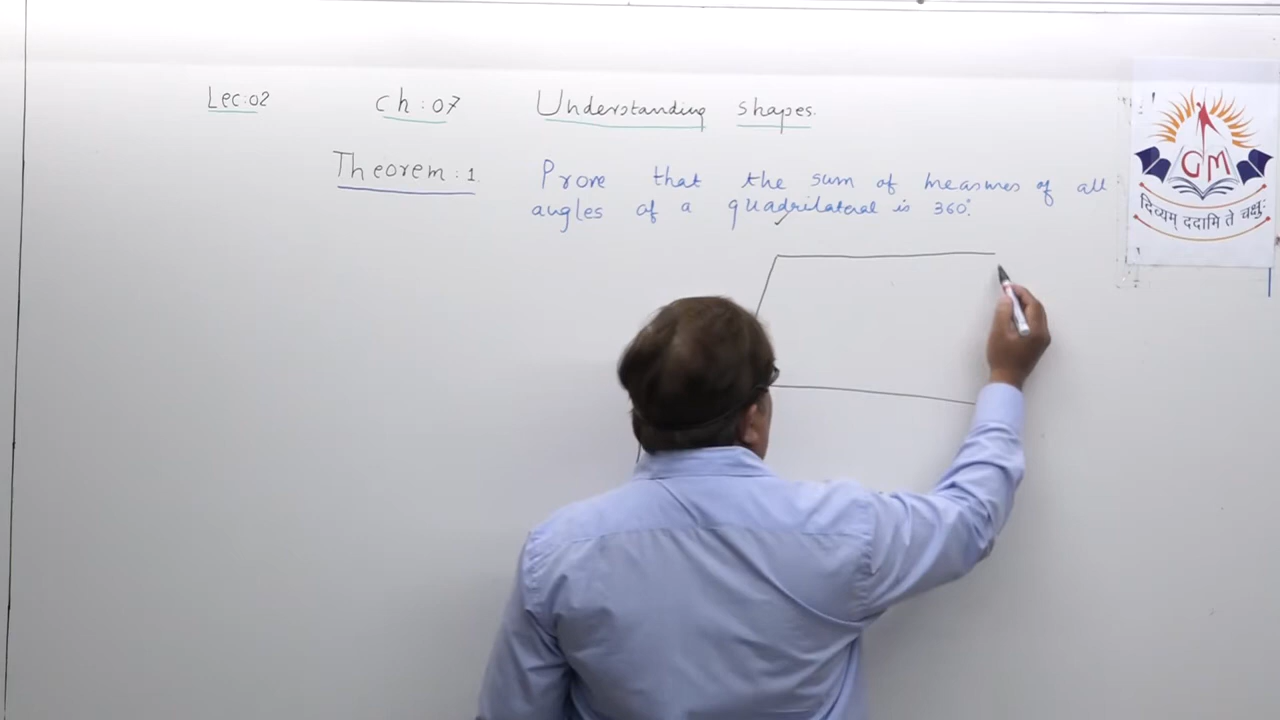 Lec:02 Ch:07 Understanding shapes.
Theorem:1. Prove that the sum of measures of all
angles of a quadrilateral is 360°.
GM
दिव्यम् ददामि ते चक्षुः